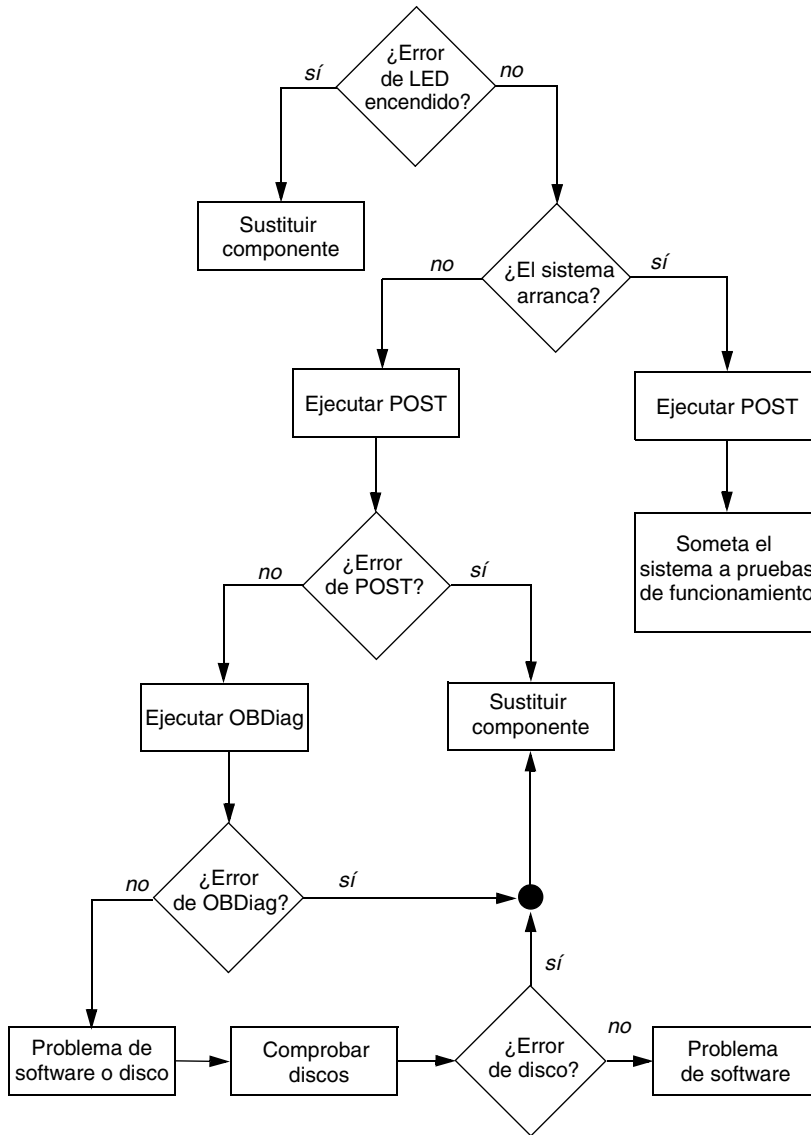 ¿Error
de LED
encendido?
sí
no
Sustituir
componente
¿El sistema
arranca?
no
sí
Ejecutar POST
Ejecutar POST
Someta el
sistema a pruebas
de funcionamiento
¿Error
de POST?
no
sí
Ejecutar OBDiag
Sustituir
componente
¿Error
de OBDiag?
no
sí
sí
Problema de
software o disco
Comprobar
discos
¿Error
de disco?
no
Problema
de software